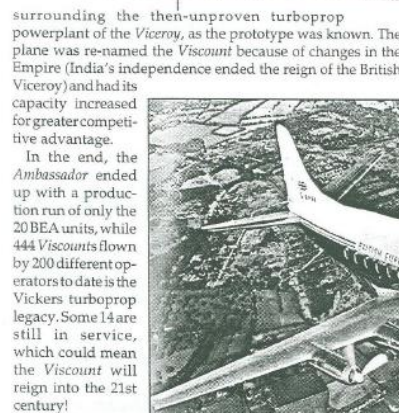 surrounding the then-unproven turboprop
powerplant of the Viceroy, as the prototype was known. The
plane was re-named the Viscount because of changes in the
Empire (India's independence ended the reign of the British
Viceroy) and had its
capacity increased
for greater competi-
tive advantage.
In the end, the
Ambassador ended
up with a produc-
tion run of only the
20 BEA units, while
444 Viscounts flown
by 200 different op-
erators to date is the
Vickers turboprop
legacy. Some 14 are
still in service,
which could mean
the Viscount will
reign into the 21st
century!